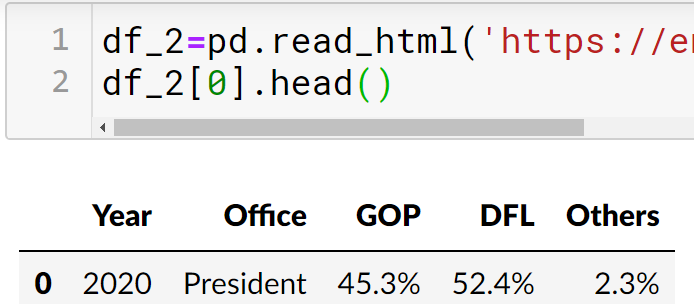 1 df_2=pd.read_html('https://e
2 df_2[0].head()
Year Office GOP DFL Others
0 2020 President 45.3% 52.4% 2.3%